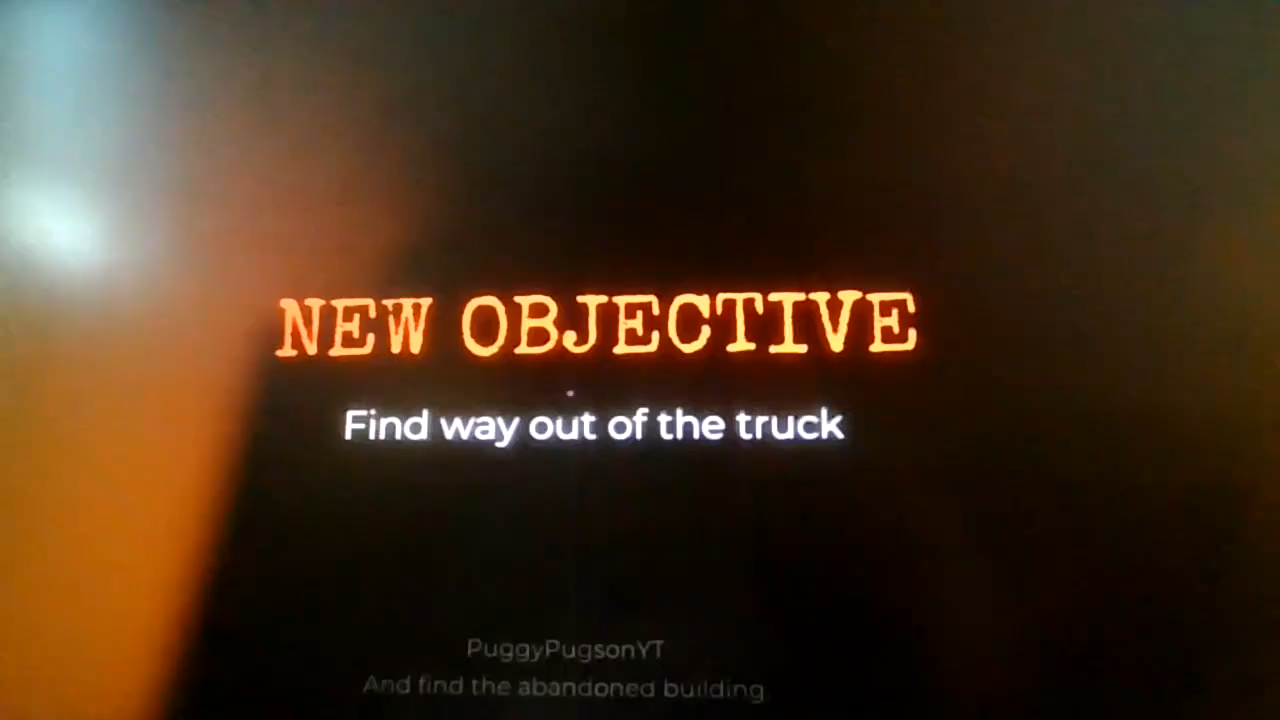 NEW OBJECTIVE
Find way out of the truck
PuggyPugsonYT
And find the abandoned building